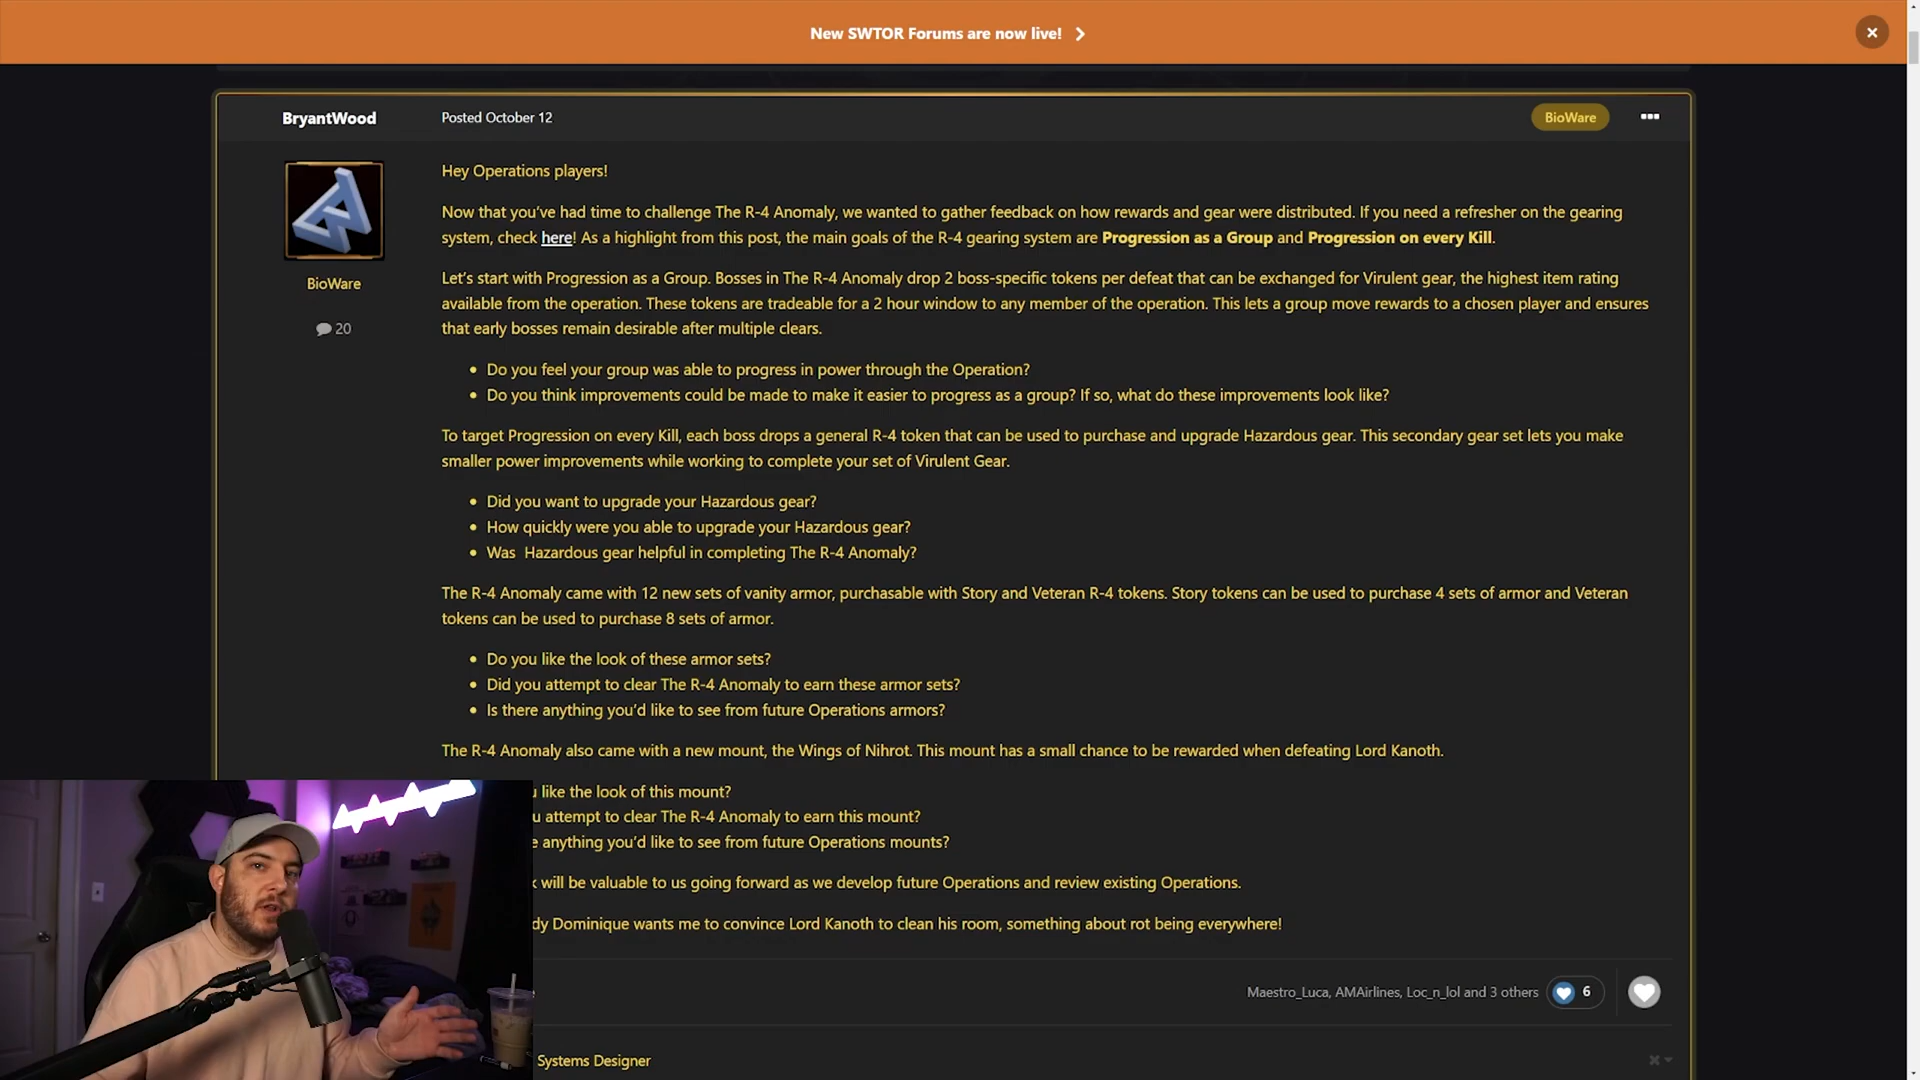 New SWTOR Forums are now live!
BryantWood
Posted October 12
BioWare
BioWare
20
Hey Operations players!
Now that you've had time to challenge The R-4 Anomaly, we wanted to gather feedback on how rewards and gear were distributed. If you need a refresher on the gearing
system, check here! As a highlight from this post, the main goals of the R-4 gearing system are Progression as a Group and Progression on every Kill.
Let's start with Progression as a Group. Bosses in The R-4 Anomaly drop 2 boss-specific tokens per defeat that can be exchanged for Virulent gear, the highest item rating
available from the operation. These tokens are tradeable for a 2 hour window to any member of the operation. This lets a group move rewards to a chosen player and ensures
that early bosses remain desirable after multiple clears.
Do you feel your group was able to progress in power through the Operation?
Do you think improvements could be made to make it easier to progress as a group? If so, what do these improvements look like?
To target Progression on every Kill, each boss drops a general R-4 token that can be used to purchase and upgrade Hazardous gear. This secondary gear set lets you make
smaller power improvements while working to complete your set of Virulent Gear.
Did you want to upgrade your Hazardous gear?
How quickly were you able to upgrade your Hazardous gear?
Was Hazardous gear helpful in completing The R-4 Anomaly?
The R-4 Anomaly came with 12 new sets of vanity armor, purchasable with Story and Veteran R-4 tokens. Story tokens can be used to purchase 4 sets of armor and Veteran
tokens can be used to purchase 8 sets of armor.
Do you like the look of these armor sets?
Did you attempt to clear The R-4 Anomaly to earn these armor sets?
Is there anything you'd like to see from future Operations armors?
The R-4 Anomaly also came with a new mount, the Wings of Nihrot. This mount has a small chance to be rewarded when defeating Lord Kanoth.
like the look of this mount?
attempt to clear The R-4 Anomaly to earn this mount?
anything you'd like to see from future Operations mounts?
will be valuable to us going forward as we develop future Operations and review existing Operations.
dy Dominique wants me to convince Lord Kanoth to clean his room, something about rot being everywhere!
Maestro_Luca, AMAirlines, Loc_n_lol and 3 others
6
Systems Designer